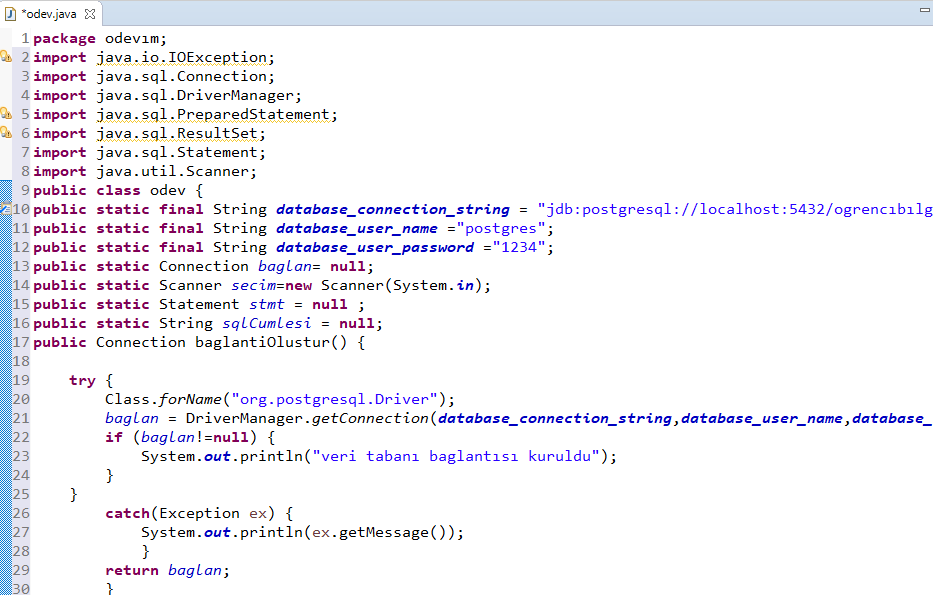 *odev.java
1 package odevım;
2 import java.io.IOException;
3 import java.sql.Connection;
4 import java.sql.DriverManager;
5 import java.sql.PreparedStatement;
6 import java.sql.ResultSet;
7 import java.sql.Statement;
8 import java.util.Scanner;
9 public class odev {
10 public static final String database_connection_string = "jdbc:postgresql://localhost:5432/ogrencıbılg
11 public static final String database_user_name ="postgres";
12 public static final String database_user_password ="1234";
13 public static Connection baglan= null;
14 public static Scanner secim=new Scanner(System.in);
15 public static Statement stmt = null ;
16 public static String sqlCumlesi = null;
17 public Connection baglantiOlustur() {
18
19 try {
20 Class.forName("org.postgresql.Driver");
21 baglan = DriverManager.getConnection(database_connection_string,database_user_name,database_
22 if (baglan!=null) {
23 System.out.println("veri tabanı baglantısı kuruldu");
24 }
25 }
26 catch(Exception ex) {
27 System.out.println(ex.getMessage());
28 }
29 return baglan;
30 }